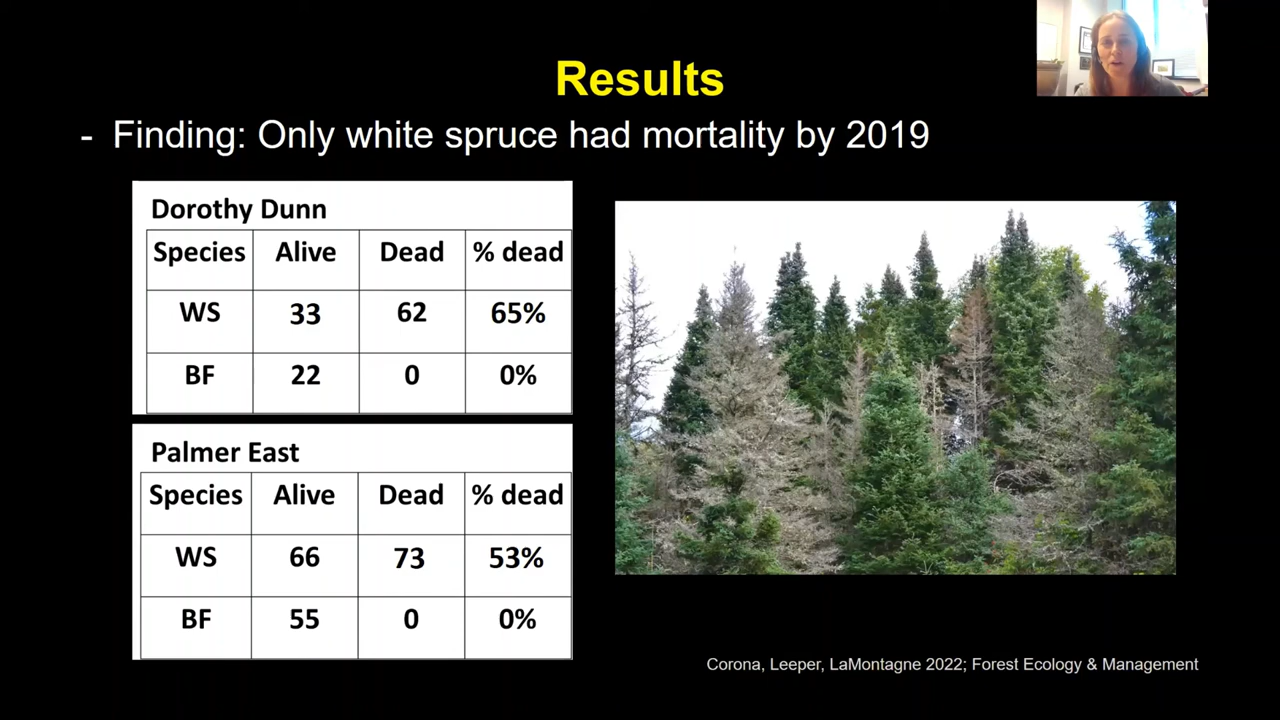 Results
- Finding: Only white spruce had mortality by 2019
Dorothy Dunn
Species Alive Dead % dead
WS 33 62 65%
BF 22 0 0%
Palmer East
Species Alive Dead % dead
WS 66 73 53%
BF 55 0 0%
Corona, Leeper, LaMontagne 2022; Forest Ecology & Management